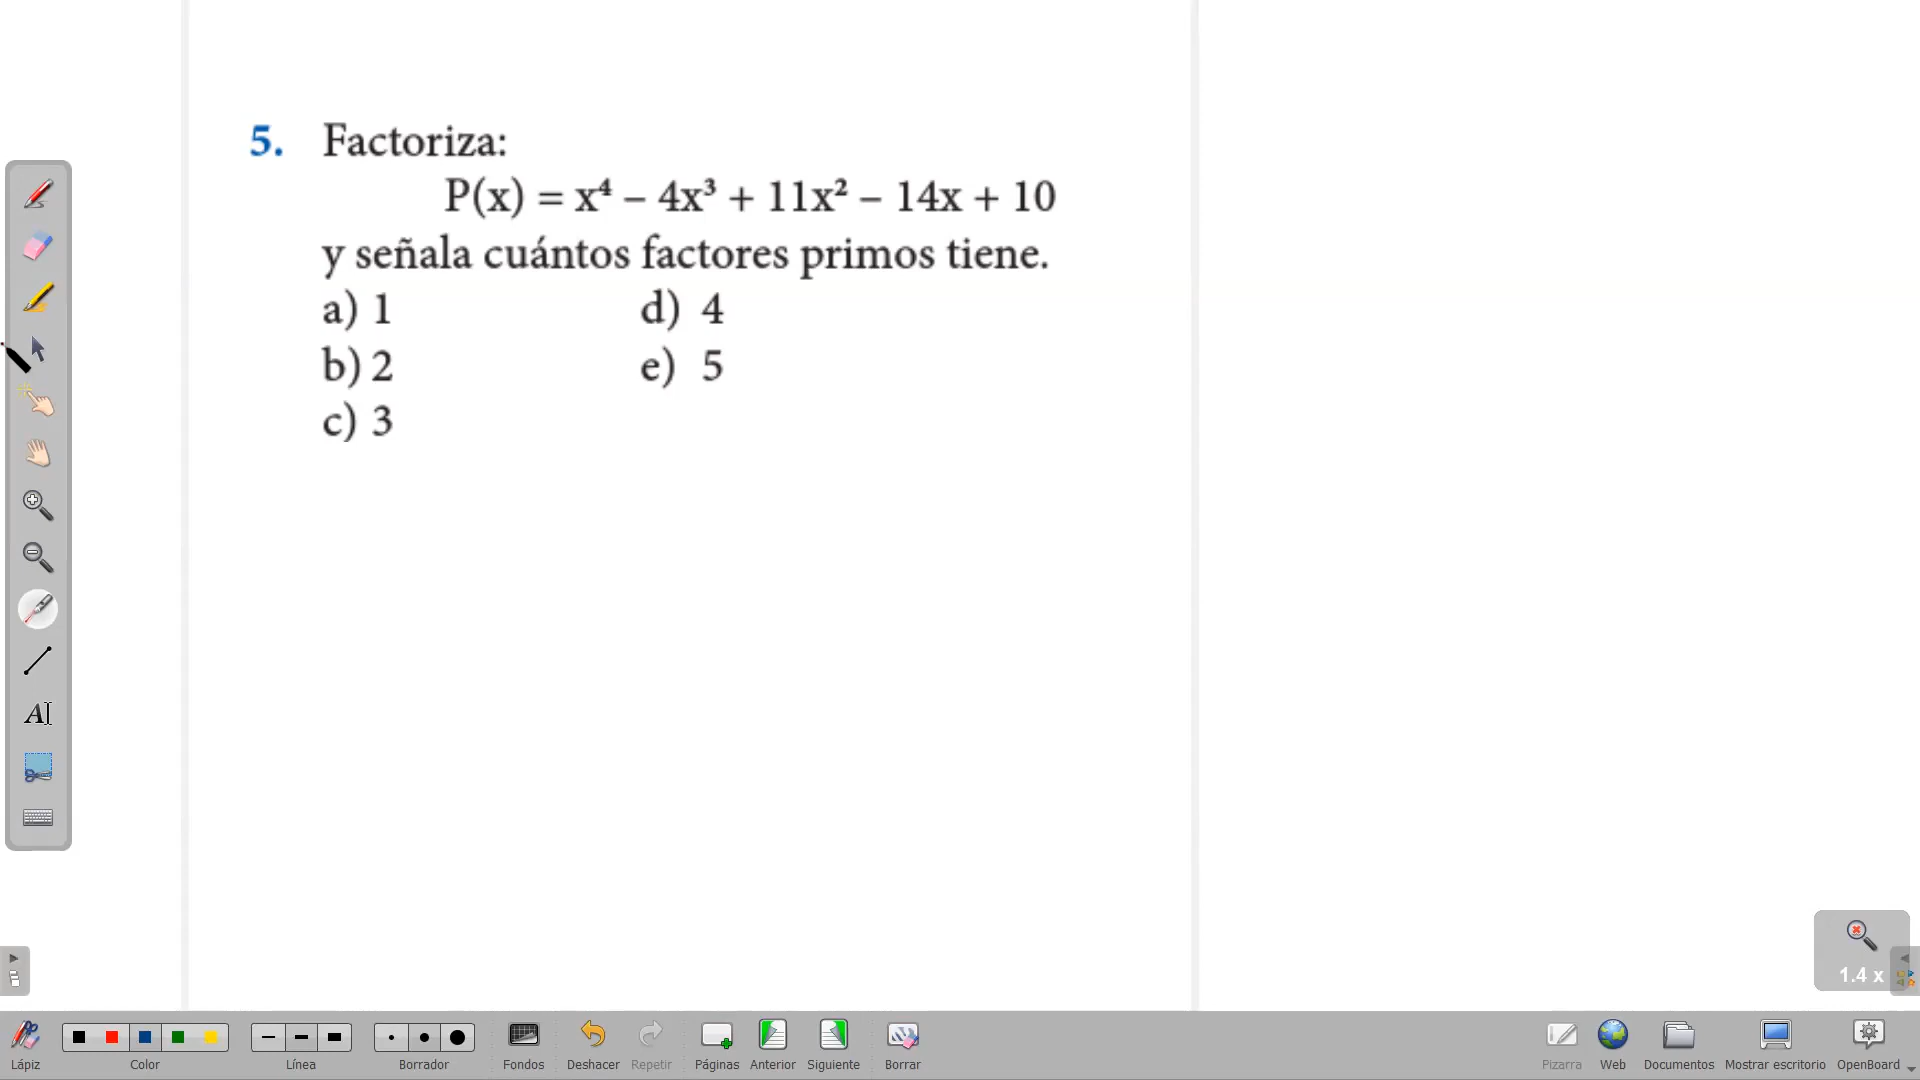 5. Factoriza:
P(x) = x⁴ – 4x³ + 11x² – 14x + 10
y señala cuántos factores primos tiene.
a) 1 d) 4
b) 2 e) 5
c) 3
1.4 x
Lápiz Color Línea Borrador Fondos Deshacer Repetir Páginas Anterior Siguiente Borrar Pizarra Web Documentos Mostrar escritorio OpenBoard